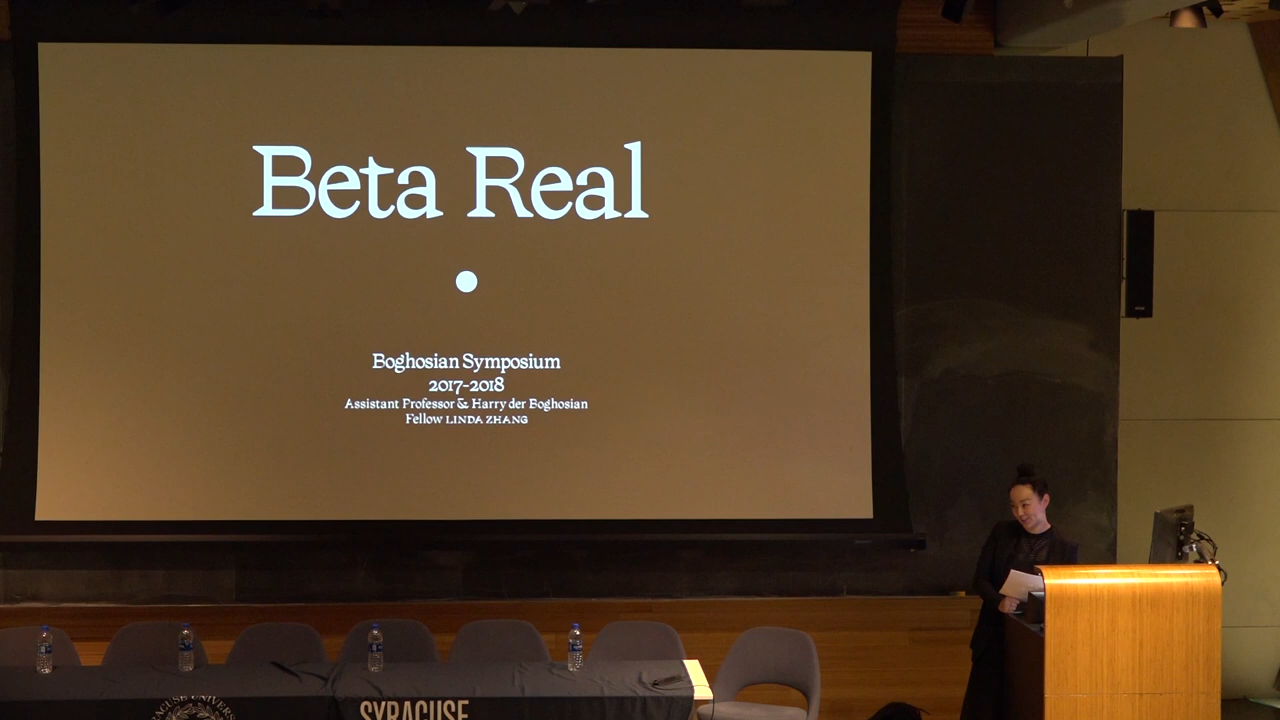 Beta Real
Boghosian Symposium
2017-2018
Assistant Professor & Harry der Boghosian
Fellow LINDA ZHANG
SYRACUSE